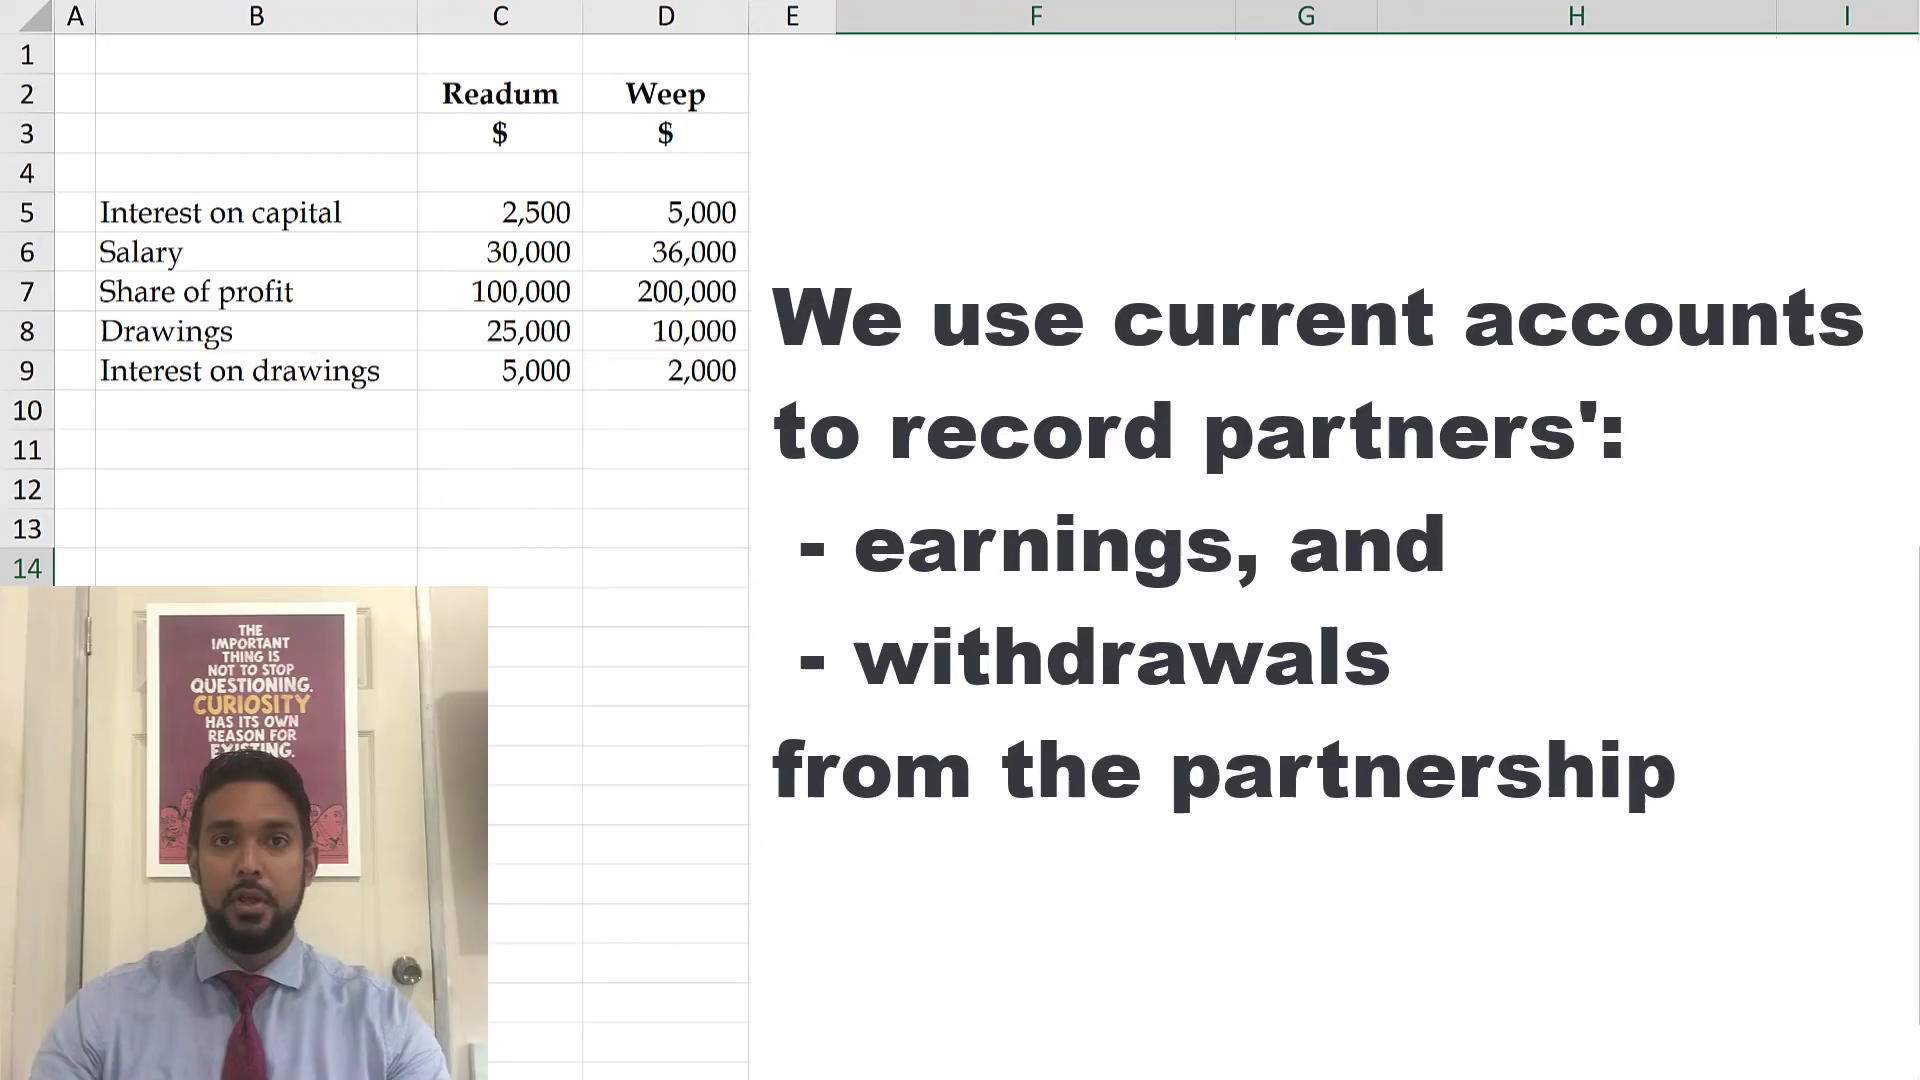 A B C D E F G H I
1
2 Readum Weep
3 $ $
4
5 Interest on capital 2,500 5,000
6 Salary 30,000 36,000
7 Share of profit 100,000 200,000
8 Drawings 25,000 10,000
9 Interest on drawings 5,000 2,000
10
11
12
13
14
We use current accounts
to record partners':
- earnings, and
- withdrawals
from the partnership
THE
IMPORTANT
THING IS
NOT TO STOP
QUESTIONING.
CURIOSITY
HAS ITS OWN
REASON FOR
EXISTING.